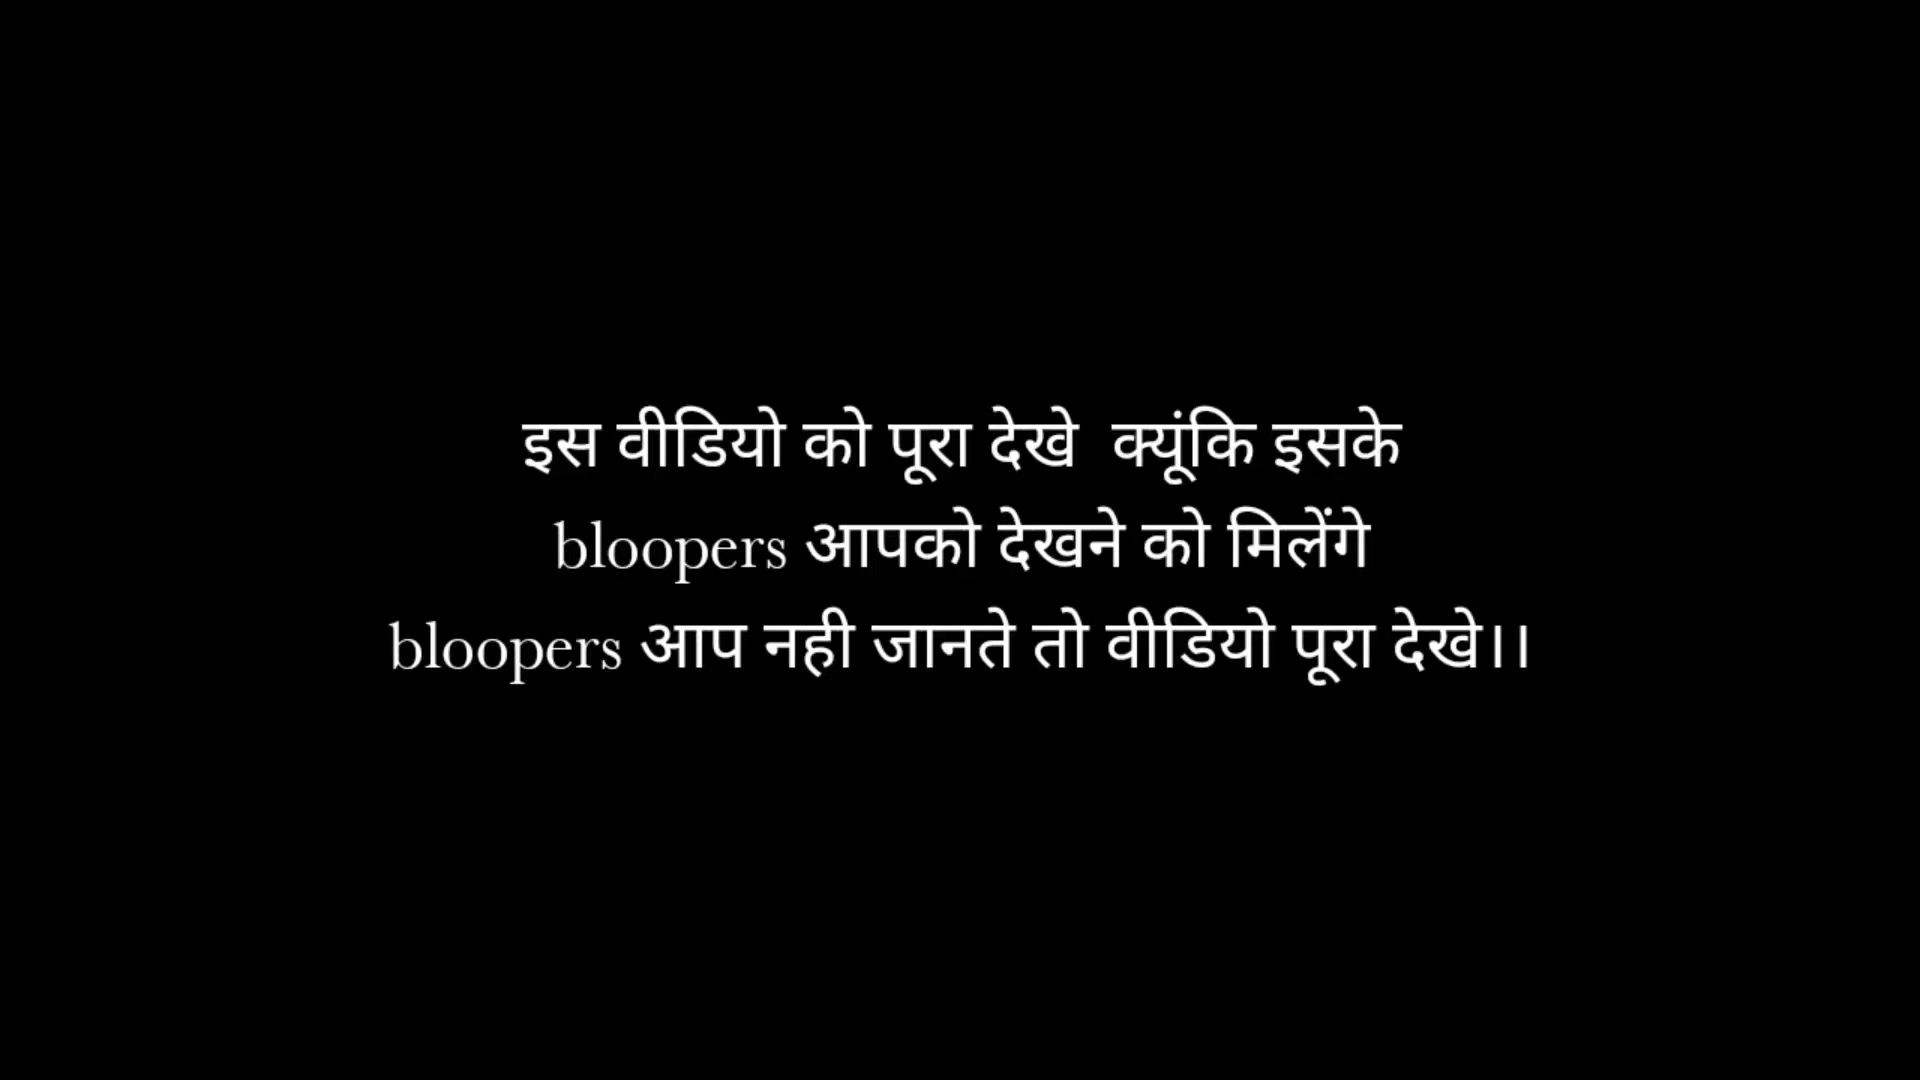 इस वीडियो को पूरा देखे  क्यूंकि इसके
bloopers आपको देखने को मिलेंगे
bloopers आप नही जानते तो वीडियो पूरा देखे।।